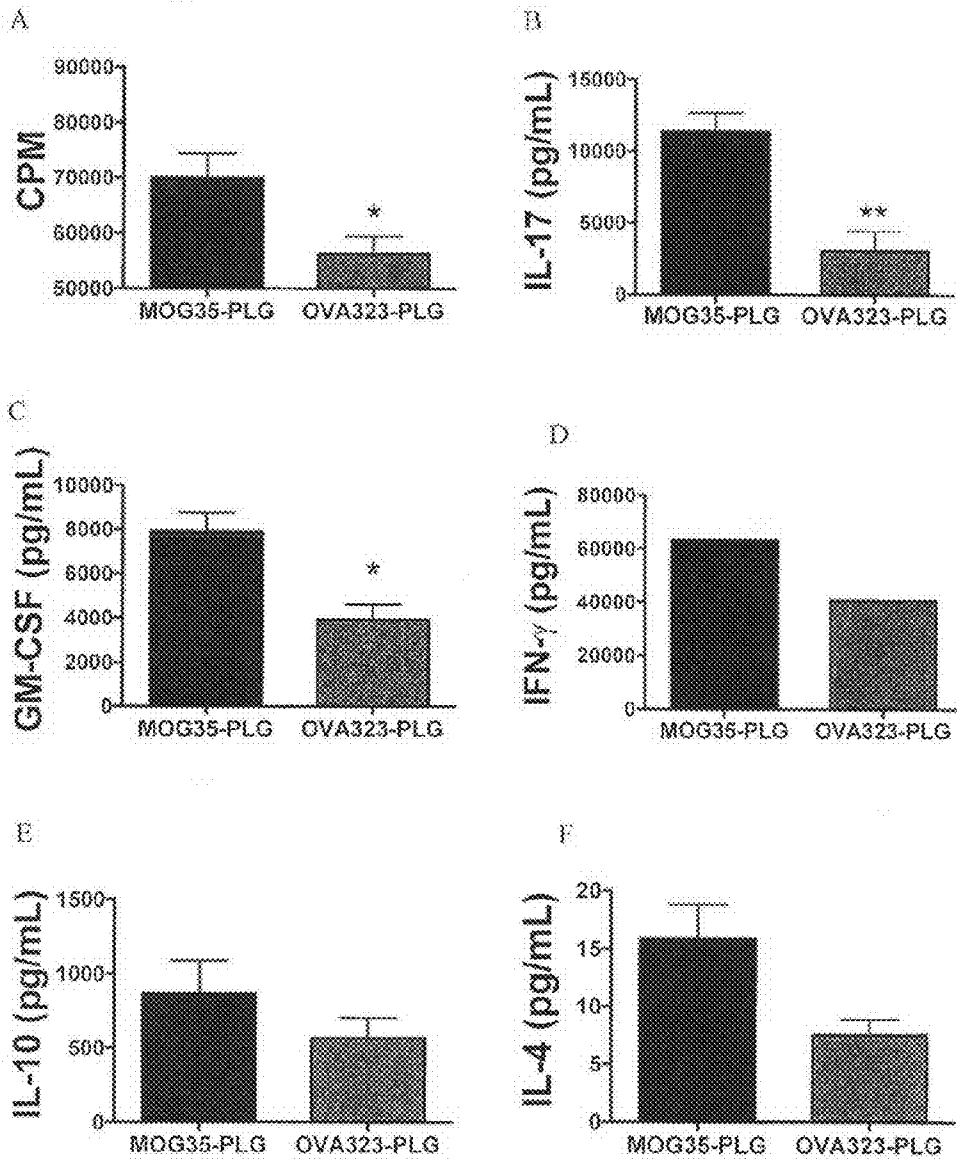 A
CPM
90000
80000
70000
60000
50000
*
MOG35-PLG OVA323-PLG
B
IL-17 (pg/mL)
15000
10000
5000
0
**
MOG35-PLG OVA323-PLG
C
GM-CSF (pg/mL)
10000
8000
6000
4000
2000
0
*
MOG35-PLG OVA323-PLG
D
IFN-γ (pg/mL)
80000
60000
40000
20000
0
MOG35-PLG OVA323-PLG
E
IL-10 (pg/mL)
1500
1000
500
0
MOG35-PLG OVA323-PLG
F
IL-4 (pg/mL)
20
15
10
5
0
MOG35-PLG OVA323-PLG